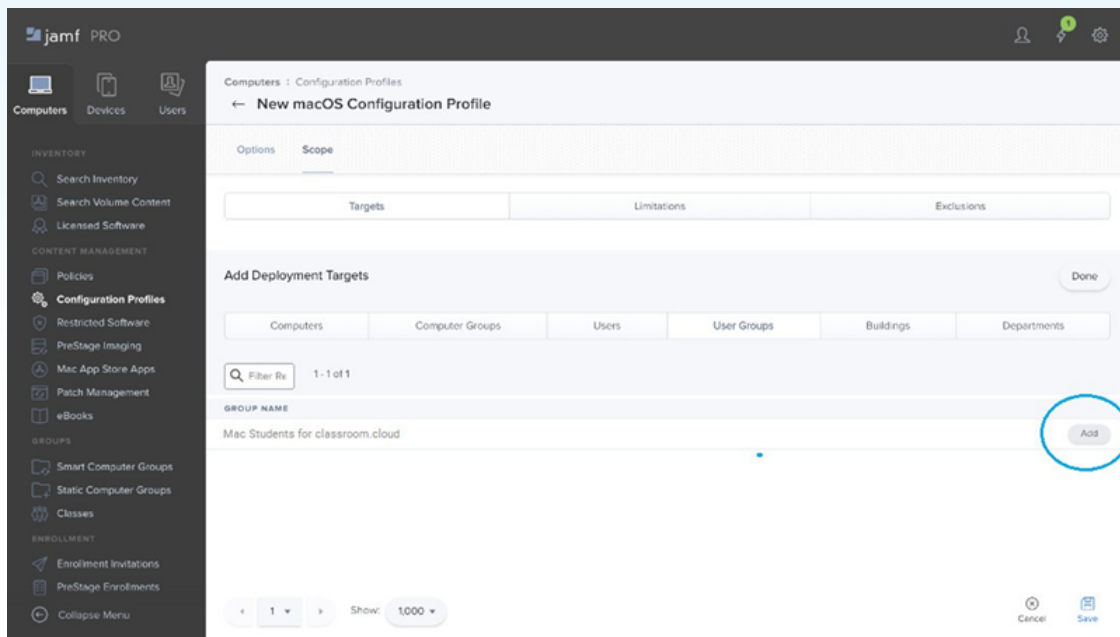 jamf PRO
1
Computers
Devices
Users
INVENTORY
Search Inventory
Search Volume Content
Licensed Software
CONTENT MANAGEMENT
Policies
Configuration Profiles
Restricted Software
PreStage Imaging
Mac App Store Apps
Patch Management
eBooks
GROUPS
Smart Computer Groups
Static Computer Groups
Classes
ENROLLMENT
Enrollment Invitations
PreStage Enrollments
Collapse Menu
Computers : Configuration Profiles
← New macOS Configuration Profile
Options Scope
Targets Limitations Exclusions
Add Deployment Targets Done
Computers Computer Groups Users User Groups Buildings Departments
Filter Re 1 - 1 of 1
GROUP NAME
Mac Students for classroom.cloud Add
1 Show: 1,000
Cancel Save